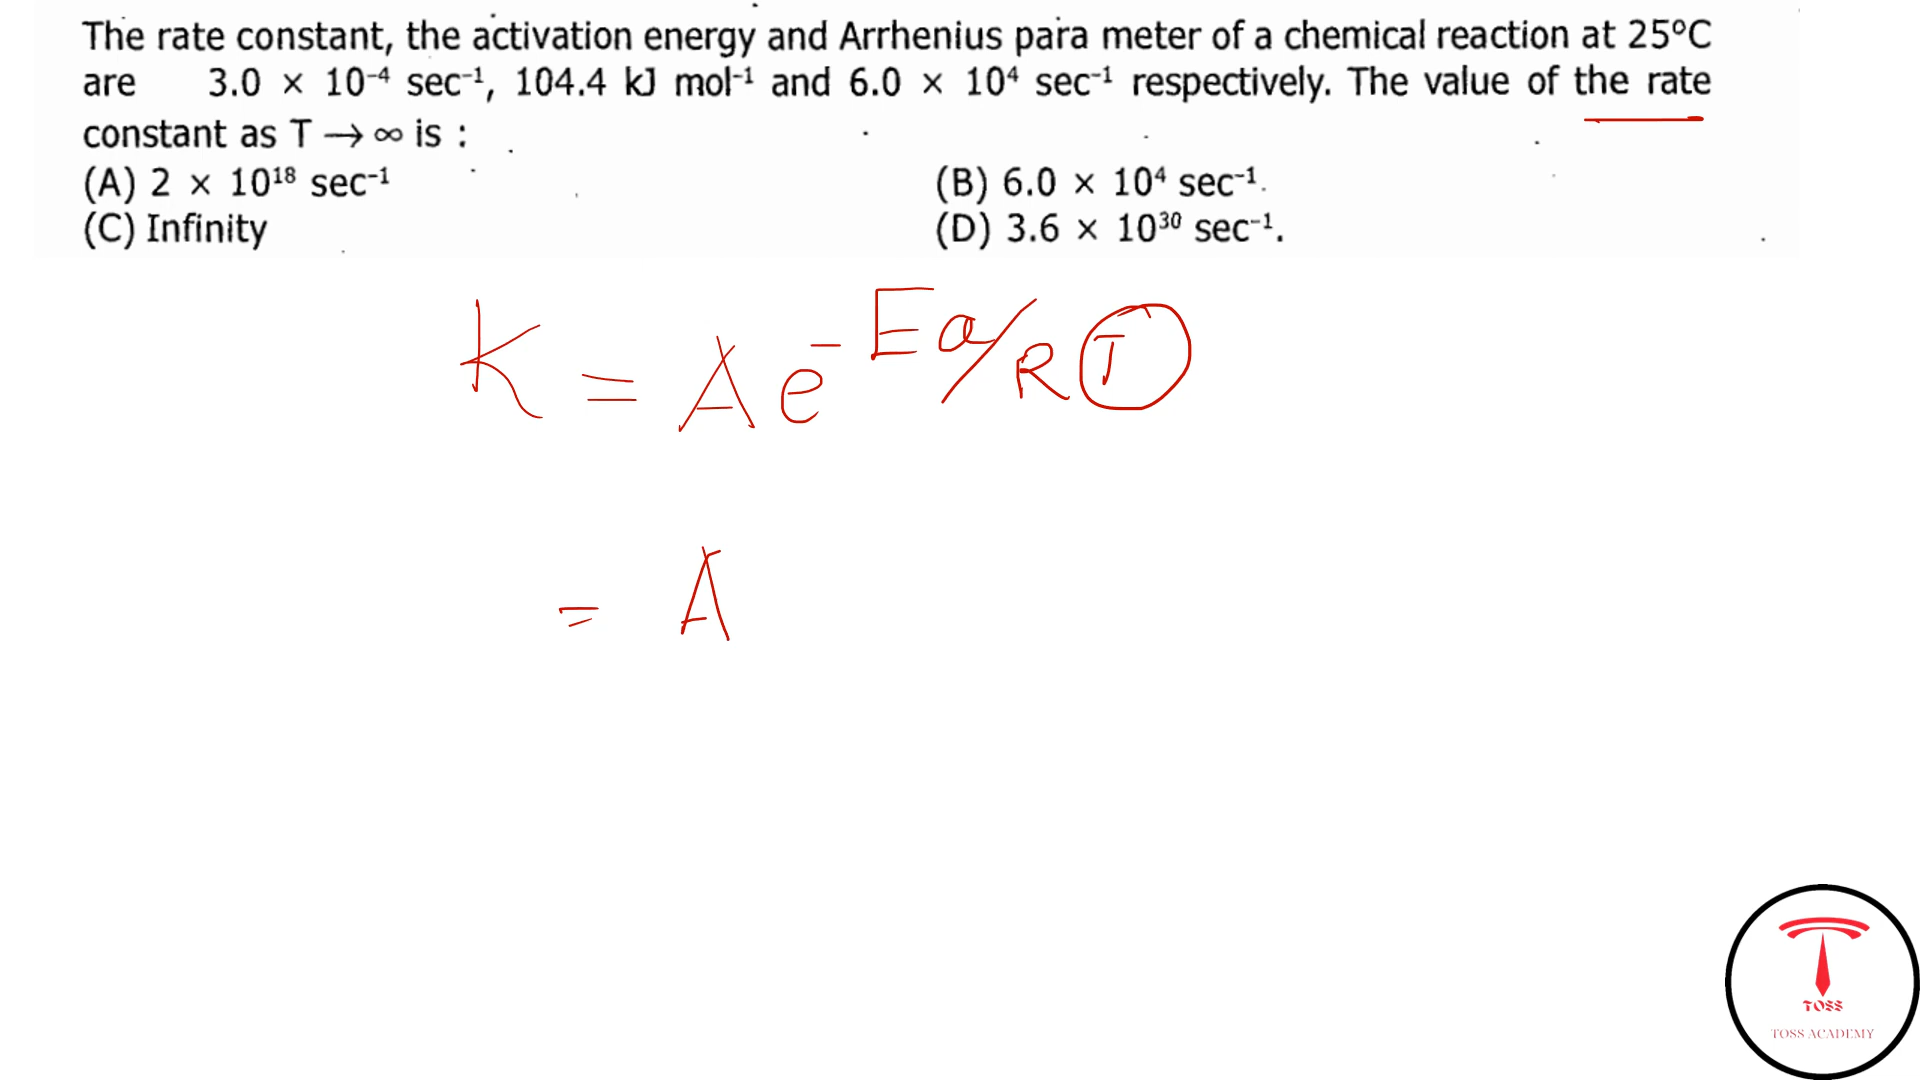 The rate constant, the activation energy and Arrhenius para meter of a chemical reaction at 25⁰C
are 3.0 × 10⁻⁴ sec⁻¹, 104.4 kJ mol⁻¹ and 6.0 × 10⁴ sec⁻¹ respectively. The value of the rate
constant as T → ∞ is :
(A) 2 × 10¹⁸ sec⁻¹ (B) 6.0 × 10⁴ sec⁻¹.
(C) Infinity (D) 3.6 × 10³⁰ sec⁻¹.
K = A e⁻ Ea/RT
= A
TOSS
TOSS ACADEMY